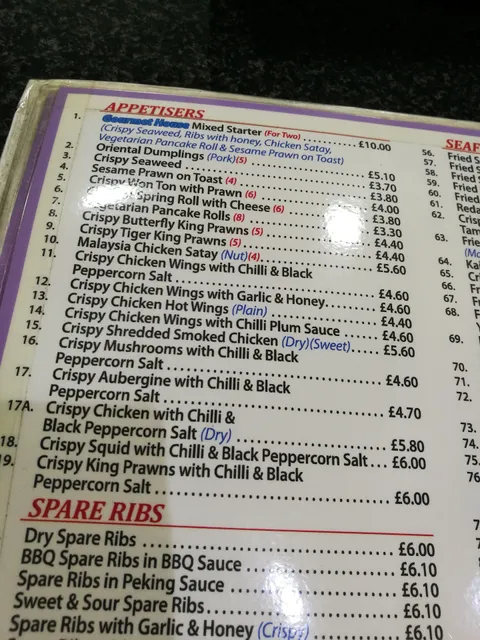 APPETISERS
1. Gourmet House Mixed Starter (For Two) £10.00
(Crispy Seaweed, Ribs with honey, Chicken Satay,
Vegetarian Pancake Roll & Sesame Prawn on Toast)
2. Oriental Dumplings (Pork) (5) £5.10
3. Crispy Seaweed £3.70
4. Sesame Prawn on Toast (4) £3.80
5. Crispy Won Ton with Prawn (6) £4.00
6. Spring Roll with Cheese (6) £3.80
7. Vegetarian Pancake Rolls (8) £3.30
8. Crispy Butterfly King Prawns (5) £4.40
9. Crispy Tiger King Prawns (5) £4.40
10. Malaysia Chicken Satay (Nut) (4) £5.60
11. Crispy Chicken Wings with Chilli & Black
Peppercorn Salt £4.60
12. Crispy Chicken Wings with Garlic & Honey £4.60
13. Crispy Chicken Hot Wings (Plain) £4.40
14. Crispy Chicken Wings with Chilli Plum Sauce £4.60
15. Crispy Shredded Smoked Chicken (Dry)(Sweet) £5.60
16. Crispy Mushrooms with Chilli & Black
Peppercorn Salt £4.60
17. Crispy Aubergine with Chilli & Black
Peppercorn Salt £4.70
17A. Crispy Chicken with Chilli &
Black Peppercorn Salt (Dry) £5.80
18. Crispy Squid with Chilli & Black Peppercorn Salt £6.00
19. Crispy King Prawns with Chilli & Black
Peppercorn Salt £6.00
SPARE RIBS
Dry Spare Ribs £6.00
BBQ Spare Ribs in BBQ Sauce £6.10
Spare Ribs in Peking Sauce £6.10
Sweet & Sour Spare Ribs £6.10
Spare Ribs with Garlic & Honey (Crispy) £6.10
56. Fried
57. Fried
58. Fried
59. Fried
60. Fried
61.
62.
63.
64.
65.
66.
67.
68.
69.
70.
71.
72.
73.
74.
75.
76